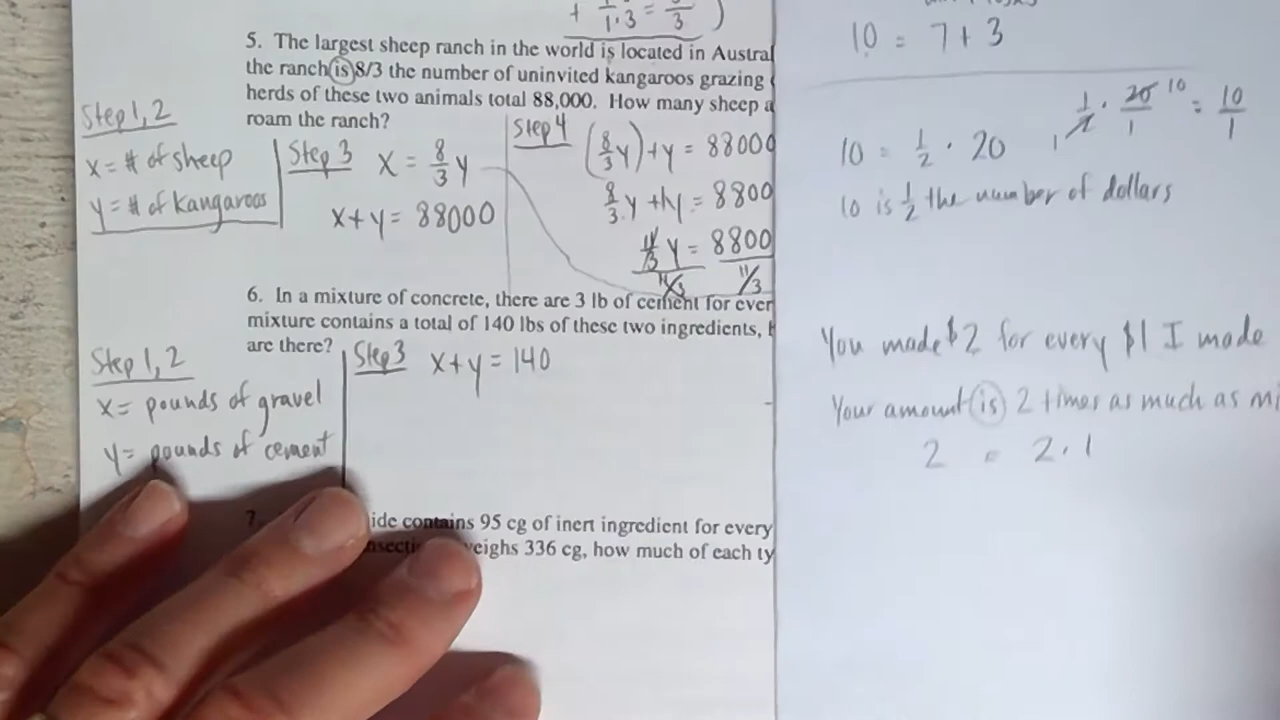 + 1/1·3 = 3/3 )
5. The largest sheep ranch in the world is located in Austral
the ranch is 8/3 the number of uninvited kangaroos grazing
herds of these two animals total 88,000. How many sheep a
roam the ranch?
Step 1, 2
x = # of sheep
y = # of kangaroos
Step 3 x = 8/3 y
x + y = 88000
Step 4 (8/3 y) + y = 88000
8/3 y + 1y = 8800
11/3 y = 8800
11/3 11/3
6. In a mixture of concrete, there are 3 lb of cement for ever
mixture contains a total of 140 lbs of these two ingredients,
are there?
Step 1, 2
x = pounds of gravel
y = pounds of cement
Step 3 x + y = 140
7.
ide contains 95 cg of inert ingredient for every
nsecti weighs 336 cg, how much of each ty
10 = 7 + 3
10 = 1/2 · 20
1/2 · 20/1 10 = 10/1
1
10 is 1/2 the number of dollars
You made $2 for every $1 I made
Your amount is 2 times as much as mi
2 = 2 · 1